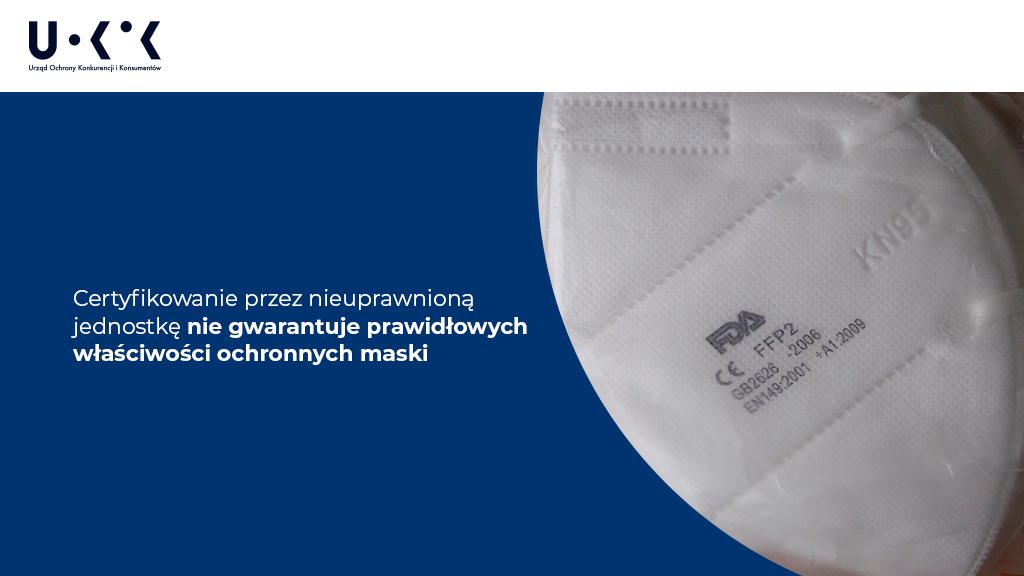 U·K·K
Urząd Ochrony Konkurencji i Konsumentów
Certyfikowanie przez nieuprawnioną
jednostkę nie gwarantuje prawidłowych
właściwości ochronnych maski
KN95
FDA
CE FFP2
GB2626 -2006
EN149:2001 +A1:2009